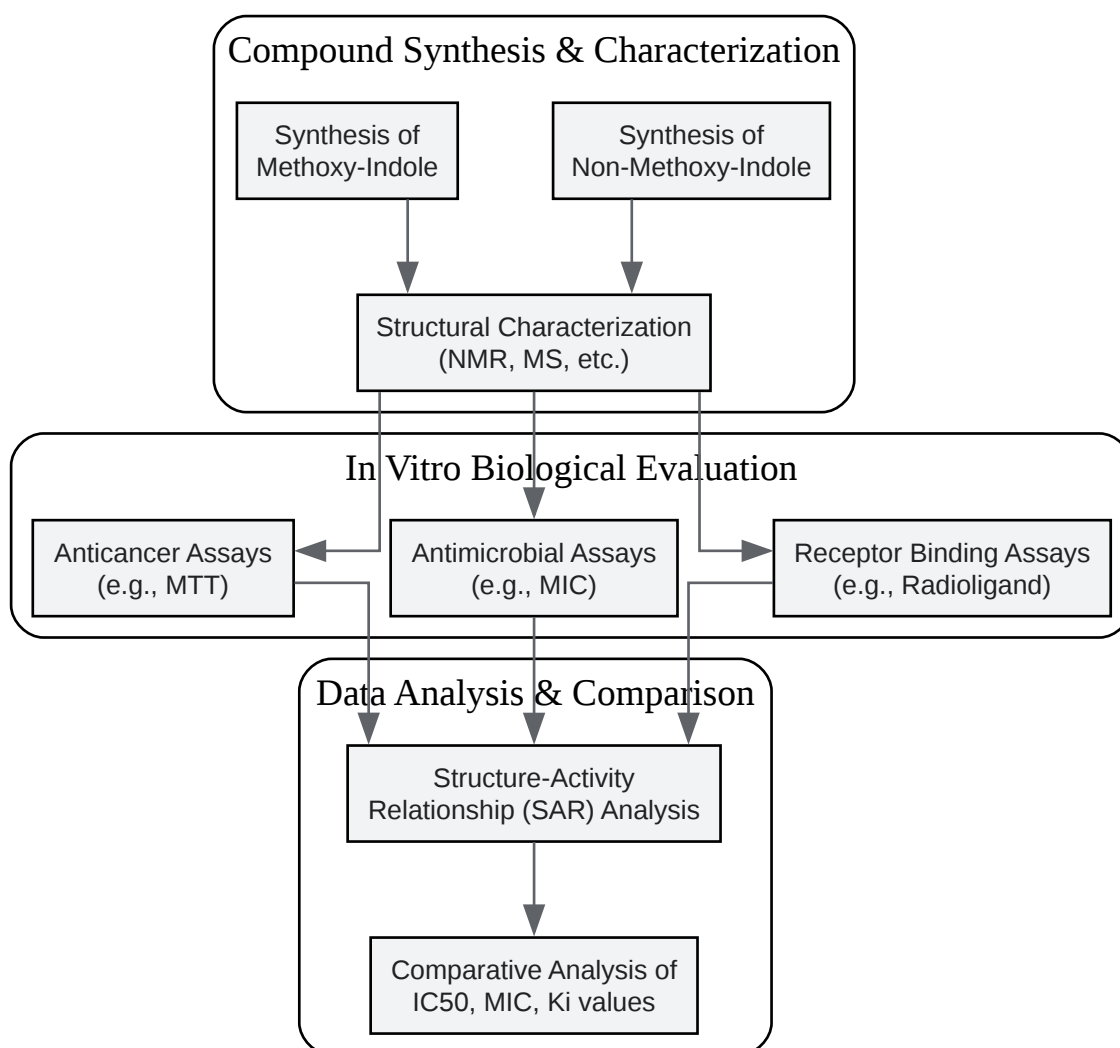 Compound Synthesis & Characterization
Synthesis of
Methoxy-Indole
Synthesis of
Non-Methoxy-Indole
Structural Characterization
(NMR, MS, etc.)
In Vitro Biological Evaluation
Anticancer Assays
(e.g., MTT)
Antimicrobial Assays
(e.g., MIC)
Receptor Binding Assays
(e.g., Radioligand)
Data Analysis & Comparison
Structure-Activity
Relationship (SAR) Analysis
Comparative Analysis of
IC50, MIC, Ki values